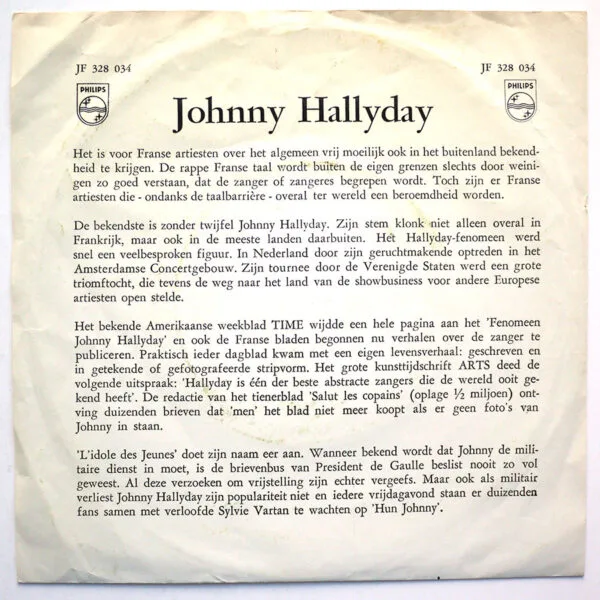 JF 328 034
JF 328 034
PHILIPS
PHILIPS
Johnny Hallyday
Het is voor Franse artiesten over het algemeen vrij moeilijk ook in het buitenland bekend-
heid te krijgen. De rappe Franse taal wordt buiten de eigen grenzen slechts door weini-
gen zo goed verstaan, dat de zanger of zangeres begrepen wordt. Toch zijn er Franse
artiesten die - ondanks de taalbarrière - overal ter wereld een beroemdheid worden.
De bekendste is zonder twijfel Johnny Hallyday. Zijn stem klonk niet alleen overal in
Frankrijk, maar ook in de meeste landen daarbuiten. Hét Hallyday-fenomeen werd
snel een veelbesproken figuur. In Nederland door zijn geruchtmakende optreden in het
Amsterdamse Concertgebouw. Zijn tournee door de Verenigde Staten werd een grote
triomftocht, die tevens de weg naar het land van de showbusiness voor andere Europese
artiesten open stelde.
Het bekende Amerikaanse weekblad TIME wijdde een hele pagina aan het 'Fenomeen
Johnny Hallyday' en ook de Franse bladen begonnen nu verhalen over de zanger te
publiceren. Praktisch ieder dagblad kwam met een eigen levensverhaal: geschreven en
in getekende of gefotografeerde stripvorm. Het grote kunsttijdschrift ARTS deed de
volgende uitspraak: 'Hallyday is één der beste abstracte zangers die de wereld ooit ge-
kend heeft'. De redactie van het tienerblad 'Salut les copains' (oplage ½ miljoen) ont-
ving duizenden brieven dat 'men' het blad niet meer koopt als er geen foto's van
Johnny in staan.
'L'idole des Jeunes' doet zijn naam eer aan. Wanneer bekend wordt dat Johnny de mili-
taire dienst in moet, is de brievenbus van President de Gaulle beslist nooit zo vol
geweest. Al deze verzoeken om vrijstelling zijn echter vergeefs. Maar ook als militair
verliest Johnny Hallyday zijn populariteit niet en iedere vrijdagavond staan er duizenden
fans samen met verloofde Sylvie Vartan te wachten op 'Hun Johnny'.